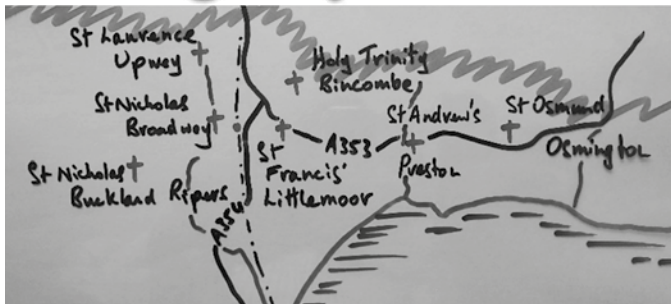 St Lawrence
Upwey
Holy Trinity
Bincombe
St Nicholas
Broadwey
St Andrew's
St Osmund
A353
Osmington
St
Francis'
Littlemoor
Preston
St Nicholas
Buckland
Ripers
A354